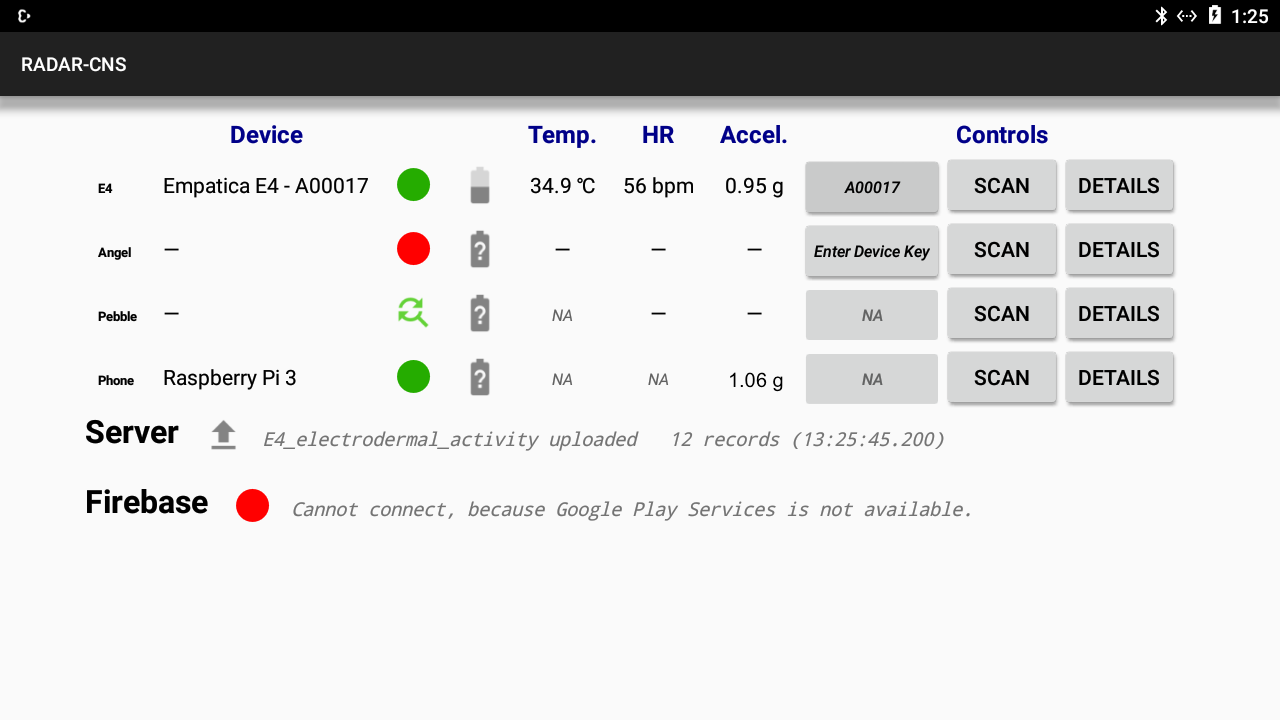 1:25
RADAR-CNS
Device Temp. HR Accel. Controls
E4 Empatica E4 - A00017 34.9 ℃ 56 bpm 0.95 g A00017 SCAN DETAILS
Angel — ? — — — Enter Device Key SCAN DETAILS
Pebble — ? NA — — NA SCAN DETAILS
Phone Raspberry Pi 3 ? NA NA 1.06 g NA SCAN DETAILS
Server E4_electrodermal_activity uploaded 12 records (13:25:45.200)
Firebase Cannot connect, because Google Play Services is not available.